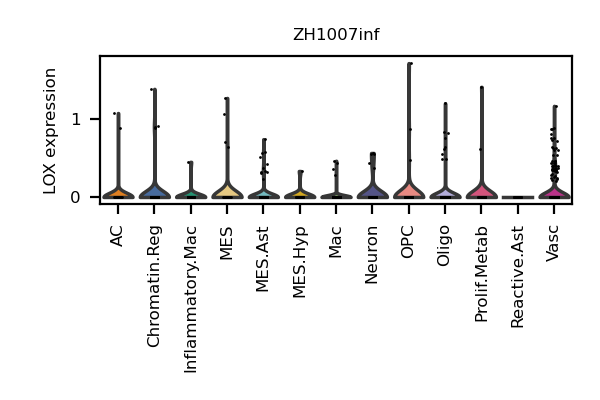 ZH1007inf
LOX expression
1
0
AC
Chromatin.Reg
Inflammatory.Mac
MES
MES.Ast
MES.Hyp
Mac
Neuron
OPC
Oligo
Prolif.Metab
Reactive.Ast
Vasc